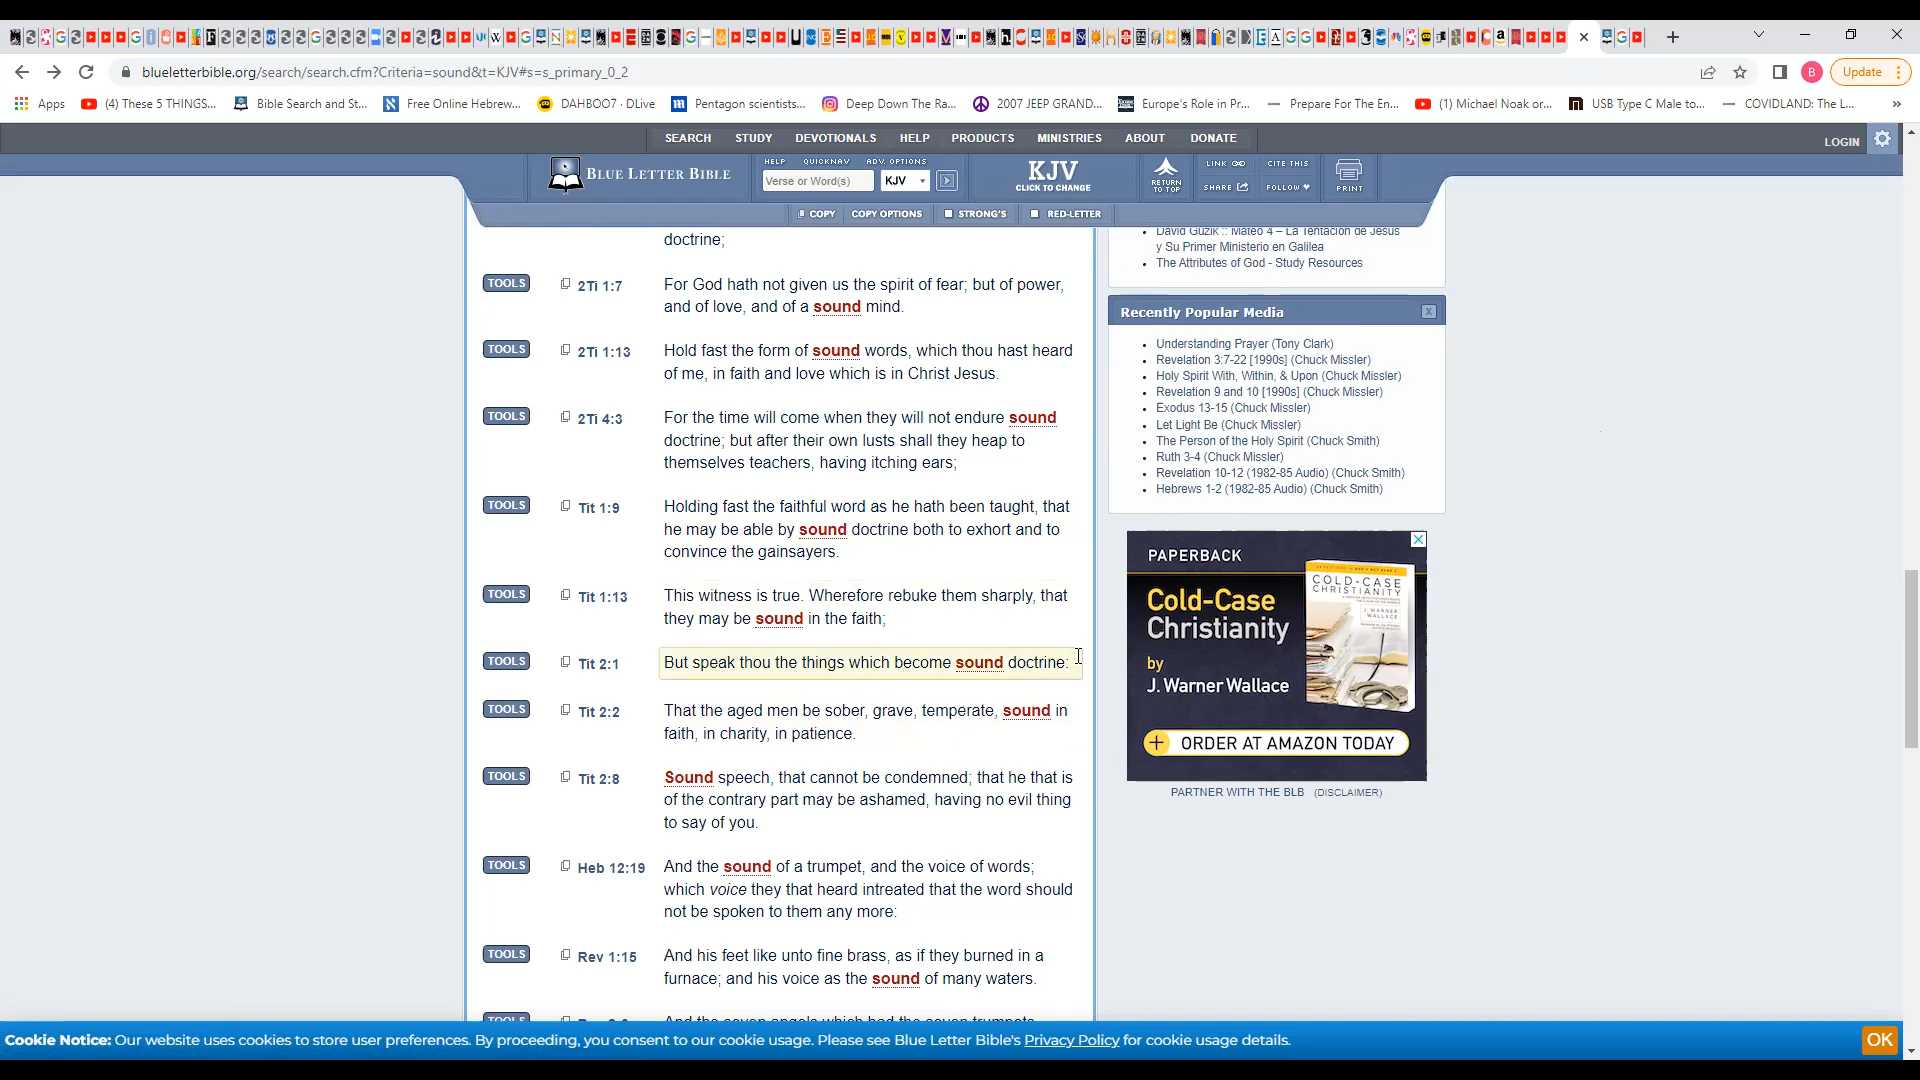 blueletterbible.org/search/search.cfm?Criteria=sound&t=KJV#s=s_primary_0_2
B
Update
Apps
(4) These 5 THINGS...
Bible Search and St...
Free Online Hebrew...
DAHBOO7 · DLive
Pentagon scientists...
Deep Down The Ra...
2007 JEEP GRAND...
Europe's Role in Pr...
Prepare For The En...
(1) Michael Noak or...
USB Type C Male to...
COVIDLAND: The L...
»
SEARCH
STUDY
DEVOTIONALS
HELP
PRODUCTS
MINISTRIES
ABOUT
DONATE
LOGIN
BLUE LETTER BIBLE
HELP QUICKNAV ADV. OPTIONS
Verse or Word(s)
KJV
KJV
CLICK TO CHANGE
RETURN
TO TOP
LINK
CITE THIS
SHARE
FOLLOW
PRINT
COPY
COPY OPTIONS
STRONG'S
RED-LETTER
doctrine;
TOOLS
2Ti 1:7
For God hath not given us the spirit of fear; but of power,
and of love, and of a sound mind.
TOOLS
2Ti 1:13
Hold fast the form of sound words, which thou hast heard
of me, in faith and love which is in Christ Jesus.
TOOLS
2Ti 4:3
For the time will come when they will not endure sound
doctrine; but after their own lusts shall they heap to
themselves teachers, having itching ears;
TOOLS
Tit 1:9
Holding fast the faithful word as he hath been taught, that
he may be able by sound doctrine both to exhort and to
convince the gainsayers.
TOOLS
Tit 1:13
This witness is true. Wherefore rebuke them sharply, that
they may be sound in the faith;
TOOLS
Tit 2:1
But speak thou the things which become sound doctrine:
TOOLS
Tit 2:2
That the aged men be sober, grave, temperate, sound in
faith, in charity, in patience.
TOOLS
Tit 2:8
Sound speech, that cannot be condemned; that he that is
of the contrary part may be ashamed, having no evil thing
to say of you.
TOOLS
Heb 12:19
And the sound of a trumpet, and the voice of words;
which voice they that heard intreated that the word should
not be spoken to them any more:
TOOLS
Rev 1:15
And his feet like unto fine brass, as if they burned in a
furnace; and his voice as the sound of many waters.
David Guzik :: Mateo 4 – La Tentación de Jesús
y Su Primer Ministerio en Galilea
The Attributes of God - Study Resources
Recently Popular Media
Understanding Prayer (Tony Clark)
Revelation 3:7-22 [1990s] (Chuck Missler)
Holy Spirit With, Within, & Upon (Chuck Missler)
Revelation 9 and 10 [1990s] (Chuck Missler)
Exodus 13-15 (Chuck Missler)
Let Light Be (Chuck Missler)
The Person of the Holy Spirit (Chuck Smith)
Ruth 3-4 (Chuck Missler)
Revelation 10-12 (1982-85 Audio) (Chuck Smith)
Hebrews 1-2 (1982-85 Audio) (Chuck Smith)
PAPERBACK
Cold-Case
Christianity
by
J. Warner Wallace
COLD-CASE
CHRISTIANITY
ORDER AT AMAZON TODAY
PARTNER WITH THE BLB (DISCLAIMER)
Cookie Notice: Our website uses cookies to store user preferences. By proceeding, you consent to our cookie usage. Please see Blue Letter Bible's Privacy Policy for cookie usage details.
OK